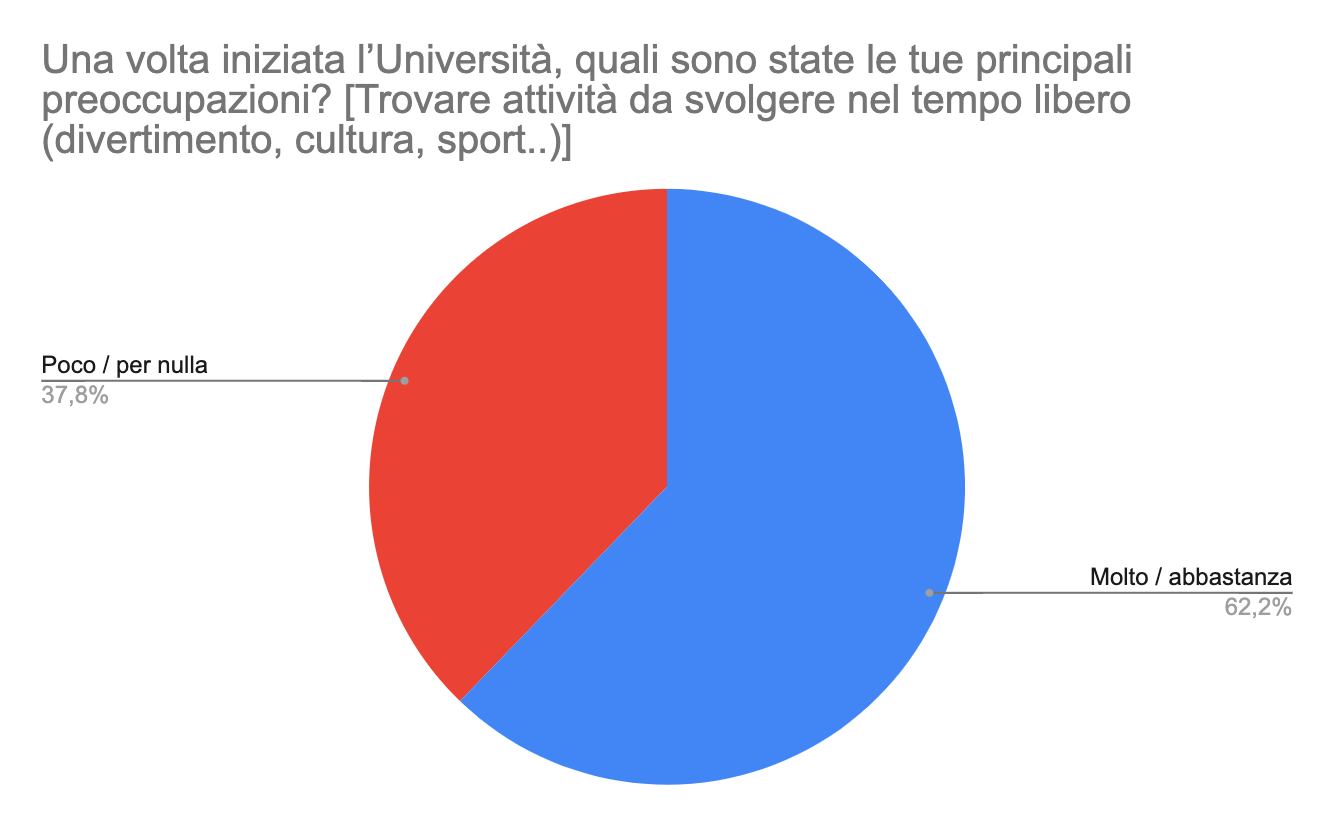 Una volta iniziata l’Università, quali sono state le tue principali
preoccupazioni? [Trovare attività da svolgere nel tempo libero
(divertimento, cultura, sport..)]
Poco / per nulla
37,8%
Molto / abbastanza
62,2%